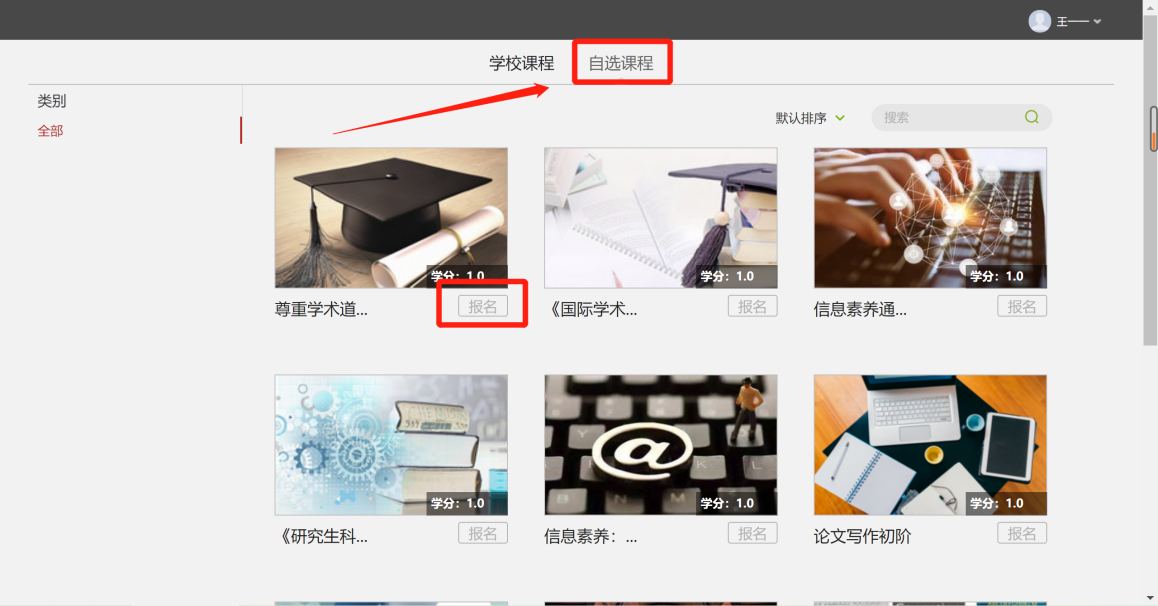 王一一
学校课程 自选课程
类别
全部
默认排序 搜索
学分：1.0 学分：1.0 学分：1.0
尊重学术道... 报名 《国际学术... 报名 信息素养通... 报名
学分：1.0 学分：1.0 学分：1.0
《研究生科... 报名 信息素养：... 报名 论文写作初阶 报名